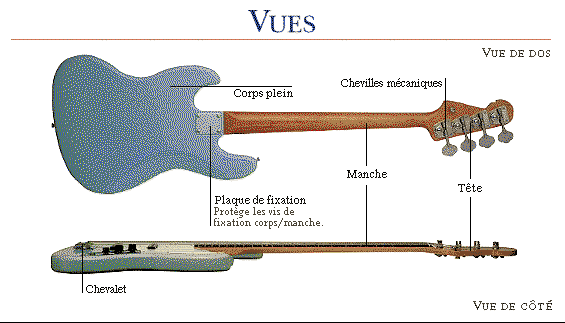 VUES
VUE DE DOS
Chevilles mécaniques
Corps plein
Manche
Tête
Plaque de fixation
Protège les vis de
fixation corps/manche.
Chevalet
VUE DE CÔTÉ